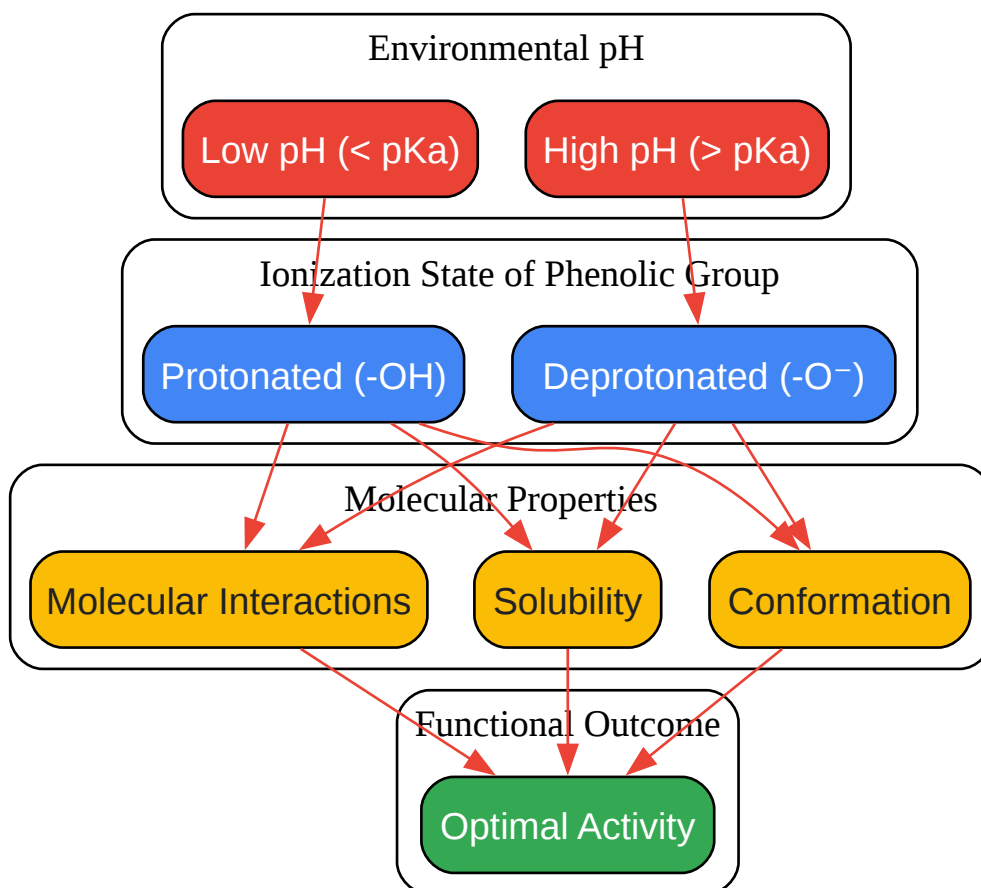 Environmental pH
Low pH (< pKa)
High pH (> pKa)
Ionization State of Phenolic Group
Protonated (-OH)
Deprotonated (-O⁻)
Molecular Properties
Molecular Interactions
Solubility
Conformation
Functional Outcome
Optimal Activity